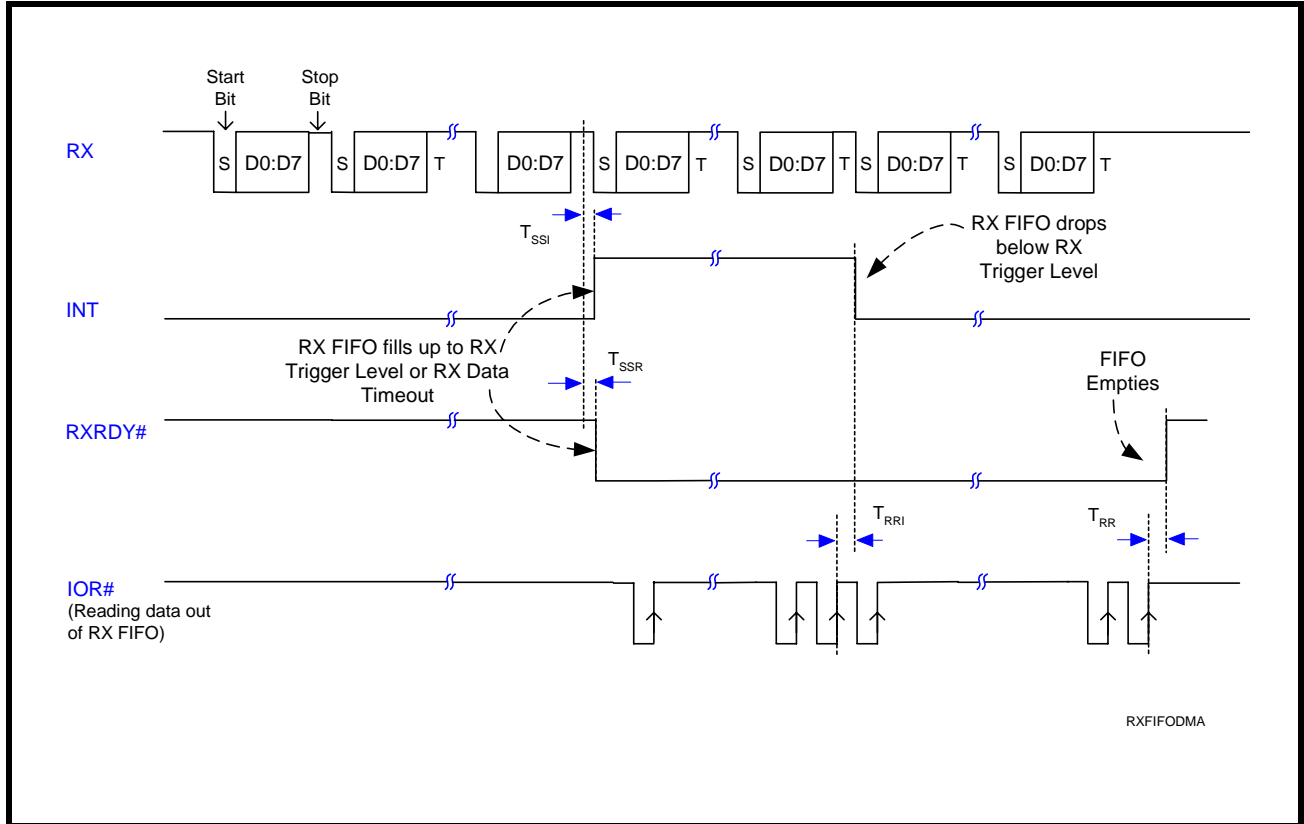 Start
Bit
Stop
Bit
RX
S D0:D7 S D0:D7 T D0:D7 S D0:D7 T S D0:D7 T S D0:D7 T S D0:D7 T
TSSI
RX FIFO drops
below RX
Trigger Level
INT
RX FIFO fills up to RX
Trigger Level or RX Data
Timeout
TSSR
FIFO
Empties
RXRDY#
TRRI
TRR
IOR#
(Reading data out
of RX FIFO)
RXFIFODMA